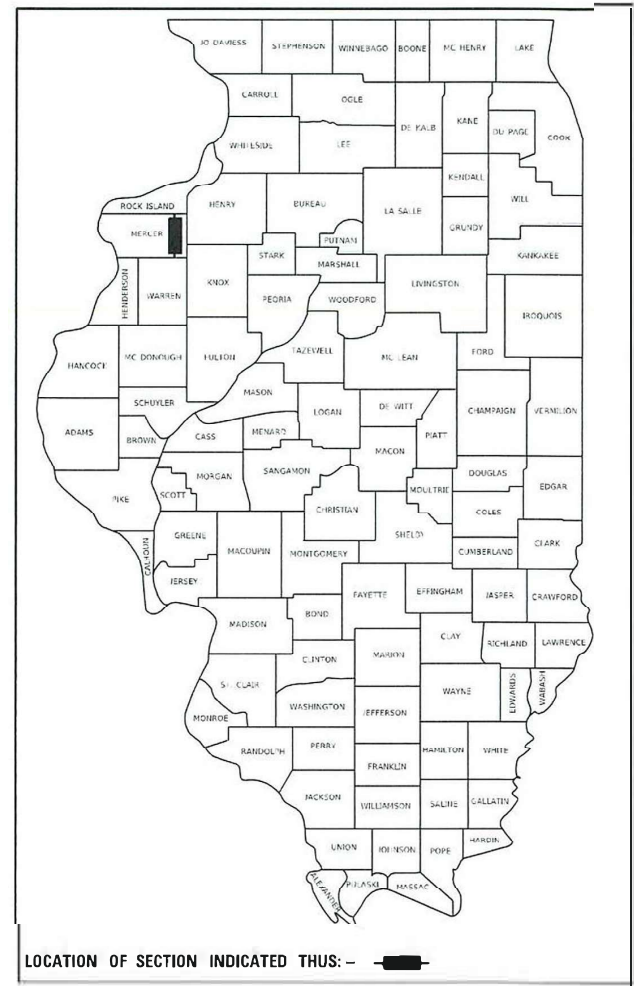 JO DAVIESS STEPHENSON WINNEBAGO BOONE MC HENRY LAKE
CARROLL OGLE DE KALB KANE DU PAGE COOK
WHITESIDE LEE
KENDALL
ROCK ISLAND HENRY BUREAU LA SALLE WILL
GRUNDY
MERCER PUTNAM
STARK MARSHALL KANKAKEE
HENDERSON WARREN KNOX PEORIA WOODFORD LIVINGSTON
IROQUOIS
HANCOCK MC DONOUGH FULTON TAZEWELL MC LEAN FORD
MASON
SCHUYLER LOGAN DE WITT CHAMPAIGN VERMILION
ADAMS BROWN CASS MENARD PIATT
MACON
PIKE SCOTT MORGAN SANGAMON DOUGLAS
MOULTRIE EDGAR
CHRISTIAN COLES
CALHOUN GREENE MACOUPIN MONTGOMERY SHELBY CLARK
CUMBERLAND
JERSEY FAYETTE EFFINGHAM JASPER CRAWFORD
MADISON BOND
CLAY RICHLAND LAWRENCE
CLINTON MARION
ST. CLAIR WAYNE EDWARDS WABASH
MONROE WASHINGTON JEFFERSON
RANDOLPH PERRY HAMILTON WHITE
FRANKLIN
JACKSON WILLIAMSON SALINE GALLATIN
UNION JOHNSON POPE HARDIN
ALEXANDER PULASKI MASSAC
LOCATION OF SECTION INDICATED THUS: –